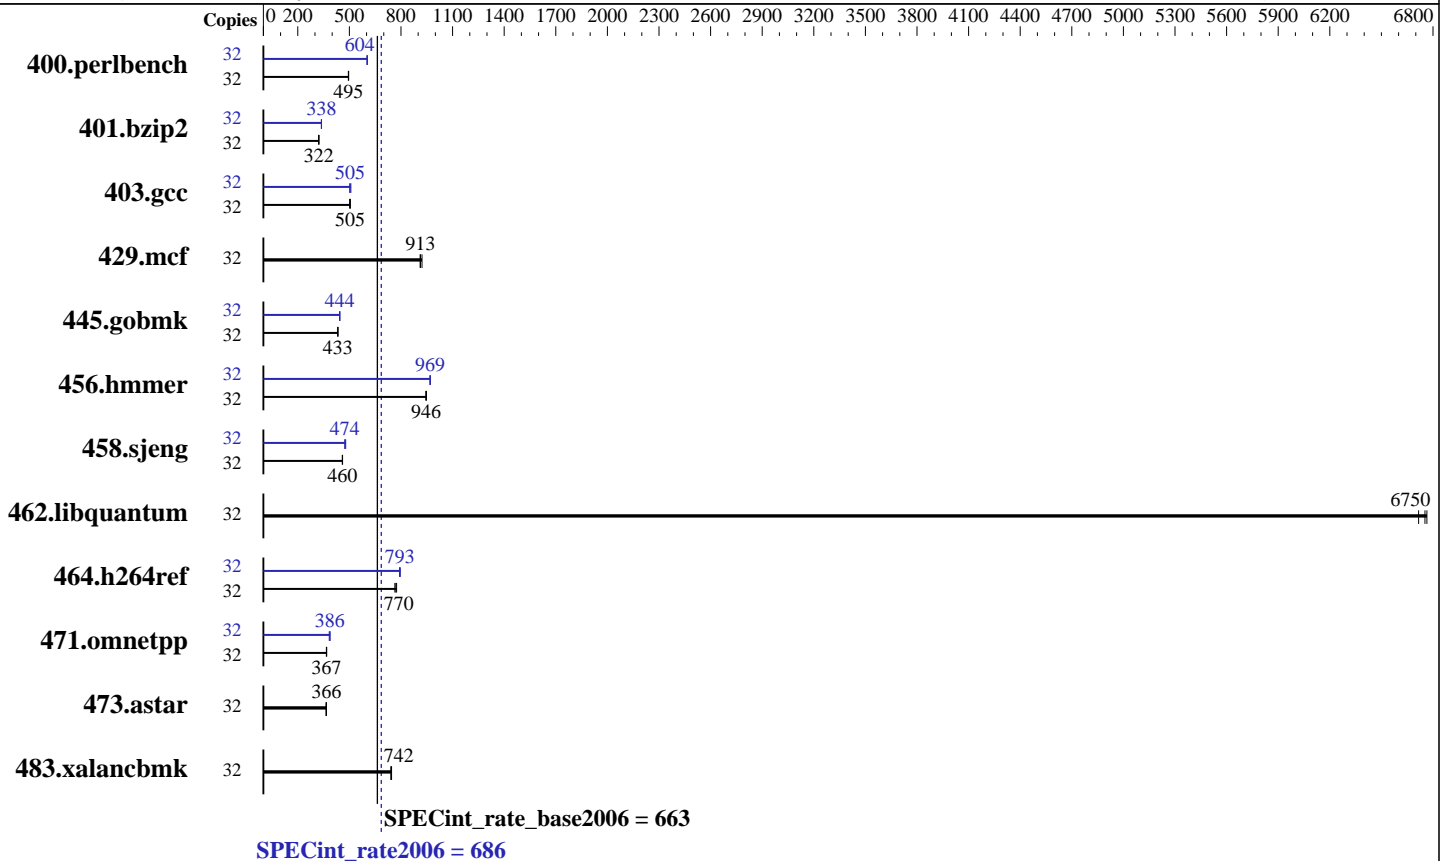 Copies 0 200 500 800 1100 1400 1700 2000 2300 2600 2900 3200 3500 3800 4100 4400 4700 5000 5300 5600 5900 6200 6800
604
400.perlbench 32
32
495
338
401.bzip2 32
32
322
505
403.gcc 32
32
505
913
429.mcf 32
444
445.gobmk 32
32
433
969
456.hmmer 32
32
946
474
458.sjeng 32
32
460
6750
462.libquantum 32
793
464.h264ref 32
32
770
386
471.omnetpp 32
32
367
366
473.astar 32
742
483.xalancbmk 32
SPECint_rate_base2006 = 663
SPECint_rate2006 = 686